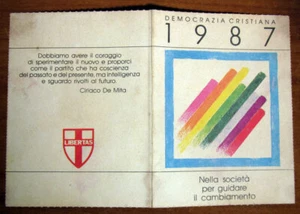 Dobbiamo avere il coraggio
di sperimentare il nuovo e proporci
come il partito che ha coscienza
del passato e del presente, ma intelligenza
e sguardo rivolti al futuro.
Ciriaco De Mita
LIBERTAS
DEMOCRAZIA CRISTIANA
1987
Nella società
per guidare
il cambiamento